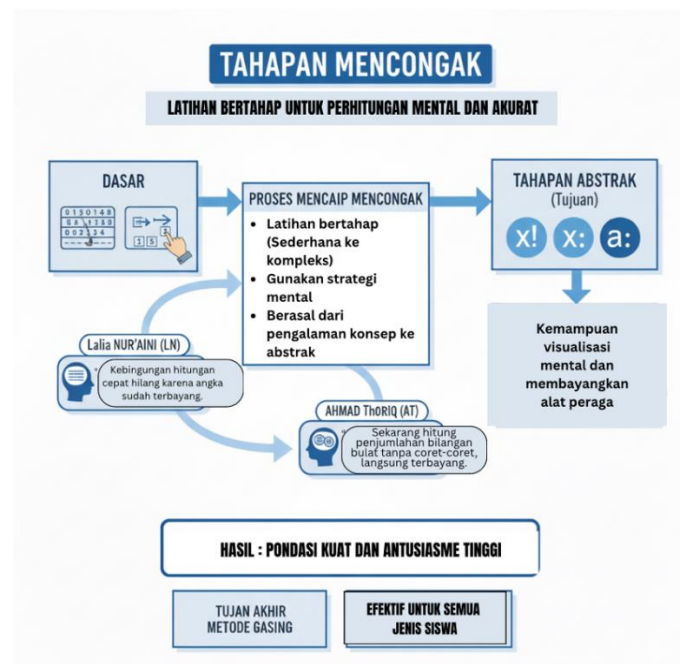 TAHAPAN MENCONGAK
LATIHAN BERTAHAP UNTUK PERHITUNGAN MENTAL DAN AKURAT
DASAR
PROSES MENCAIP MENCONGAK
• Latihan bertahap
(Sederhana ke
kompleks)
• Gunakan strategi
mental
• Berasal dari
pengalaman konsep ke
abstrak
TAHAPAN ABSTRAK
(Tujuan)
x! x: a:
Kemampuan
visualisasi
mental dan
membayangkan
alat peraga
Lalia NUR'AINI (LN)
Kebingungan hitungan
cepat hilang karena angka
sudah terbayang.
AHMAD ThORIQ (AT)
Sekarang hitung
penjumlahan bilangan
bulat tanpa coret-coret,
langsung terbayang.
HASIL : PONDASI KUAT DAN ANTUSIASME TINGGI
TUJAN AKHIR
METODE GASING
EFEKTIF UNTUK SEMUA
JENIS SISWA